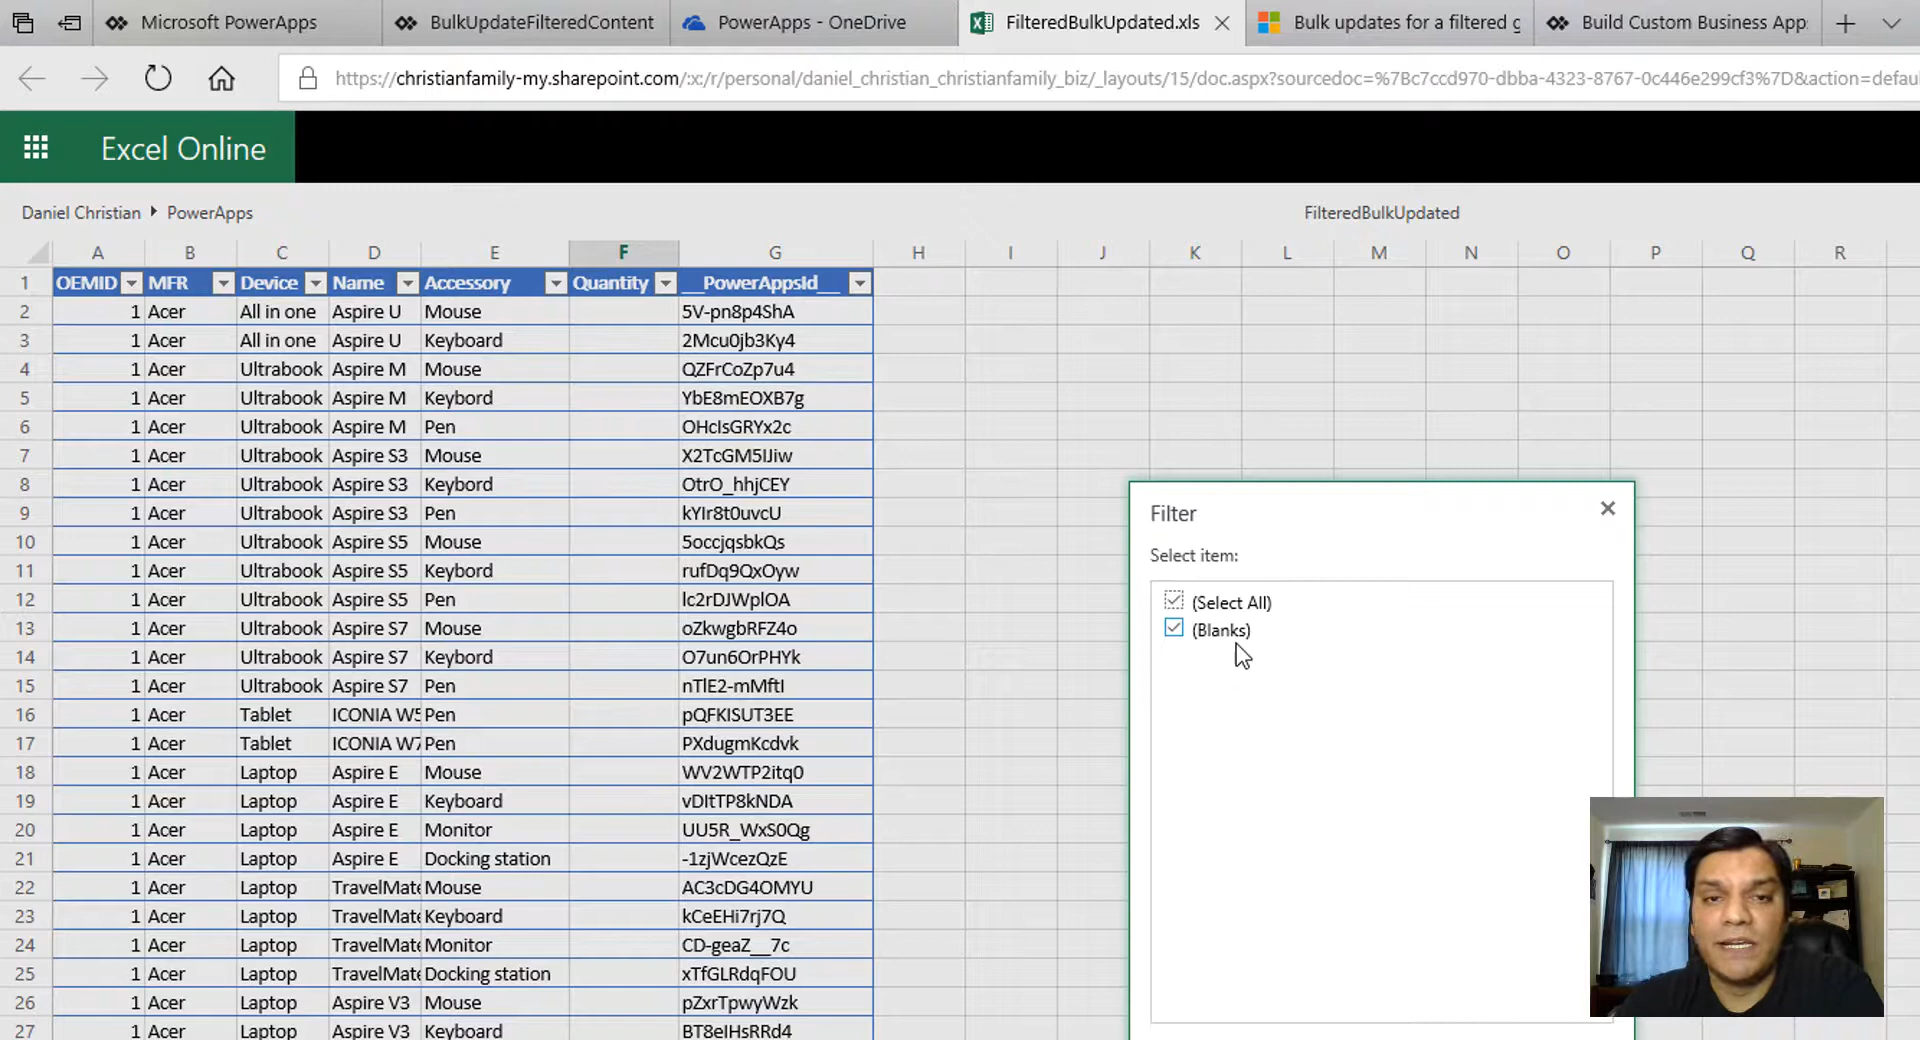 Microsoft PowerApps
BulkUpdateFilteredContent
PowerApps - OneDrive
FilteredBulkUpdated.xls
Bulk updates for a filtered g
Build Custom Business App
https://christianfamily-my.sharepoint.com/:x:/r/personal/daniel_christian_christianfamily_biz/_layouts/15/doc.aspx?sourcedoc=%7Bc7ccd970-dbba-4323-8767-0c446e299cf3%7D&action=defau
Excel Online
Daniel Christian PowerApps
FilteredBulkUpdated
A B C D E F G H I J K L M N O P Q R
1 OEMID MFR Device Name Accessory Quantity __PowerAppsId__
2 1 Acer All in one Aspire U Mouse 5V-pn8p4ShA
3 1 Acer All in one Aspire U Keyboard 2Mcu0jb3Ky4
4 1 Acer Ultrabook Aspire M Mouse QZFrCoZp7u4
5 1 Acer Ultrabook Aspire M Keybord YbE8mEOXB7g
6 1 Acer Ultrabook Aspire M Pen OHcIsGRYx2c
7 1 Acer Ultrabook Aspire S3 Mouse X2TcGM5IJiw
8 1 Acer Ultrabook Aspire S3 Keybord OtrO_hhjCEY
9 1 Acer Ultrabook Aspire S3 Pen kYIr8t0uvcU
10 1 Acer Ultrabook Aspire S5 Mouse 5occjqsbkQs
11 1 Acer Ultrabook Aspire S5 Keybord rufDq9QxOyw
12 1 Acer Ultrabook Aspire S5 Pen lc2rDJWplOA
13 1 Acer Ultrabook Aspire S7 Mouse oZkwgbRFZ4o
14 1 Acer Ultrabook Aspire S7 Keybord O7un6OrPHYk
15 1 Acer Ultrabook Aspire S7 Pen nTlE2-mMftI
16 1 Acer Tablet ICONIA W5 Pen pQFKISUT3EE
17 1 Acer Tablet ICONIA W7 Pen PXdugmKcdvk
18 1 Acer Laptop Aspire E Mouse WV2WTP2itq0
19 1 Acer Laptop Aspire E Keyboard vDItTP8kNDA
20 1 Acer Laptop Aspire E Monitor UU5R_WxS0Qg
21 1 Acer Laptop Aspire E Docking station -1zjWcezQzE
22 1 Acer Laptop TravelMate Mouse AC3cDG4OMYU
23 1 Acer Laptop TravelMate Keyboard kCeEHi7rj7Q
24 1 Acer Laptop TravelMate Monitor CD-geaZ__7c
25 1 Acer Laptop TravelMate Docking station xTfGLRdqFOU
26 1 Acer Laptop Aspire V3 Mouse pZxrTpwyWzk
27 1 Acer Laptop Aspire V3 Keyboard BT8eIHsRRd4
Filter
Select item:
(Select All)
(Blanks)